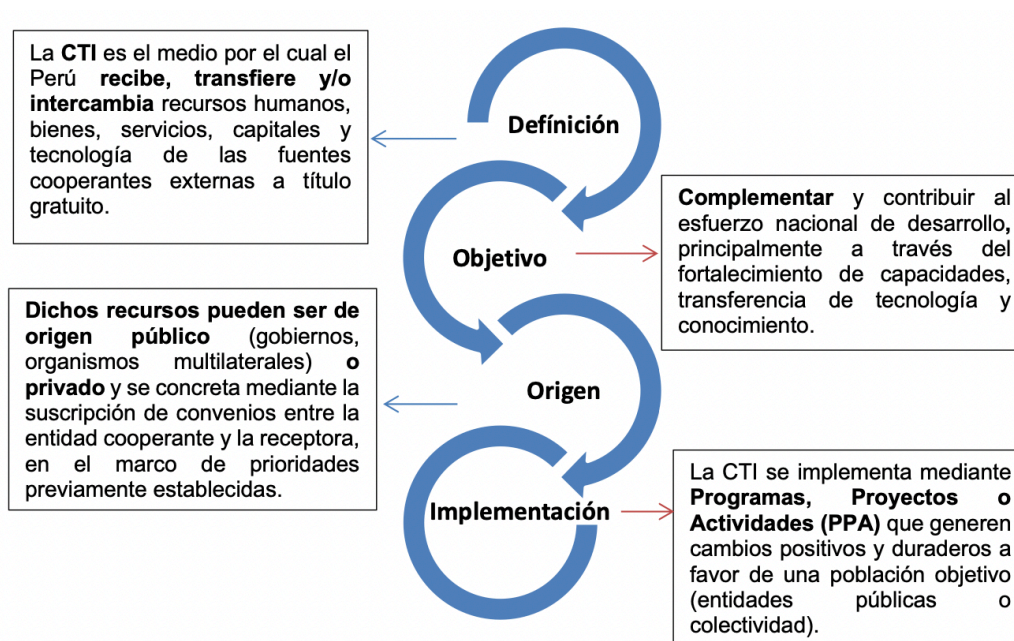 La CTI es el medio por el cual el
Perú recibe, transfiere y/o
intercambia recursos humanos,
bienes, servicios, capitales y
tecnología de las fuentes
cooperantes externas a título
gratuito.
Defínición
Objetivo
Complementar y contribuir al
esfuerzo nacional de desarrollo,
principalmente a través del
fortalecimiento de capacidades,
transferencia de tecnología y
conocimiento.
Dichos recursos pueden ser de
origen público (gobiernos,
organismos multilaterales) o
privado y se concreta mediante la
suscripción de convenios entre la
entidad cooperante y la receptora,
en el marco de prioridades
previamente establecidas.
Origen
Implementación
La CTI se implementa mediante
Programas, Proyectos o
Actividades (PPA) que generen
cambios positivos y duraderos a
favor de una población objetivo
(entidades públicas o
colectividad).